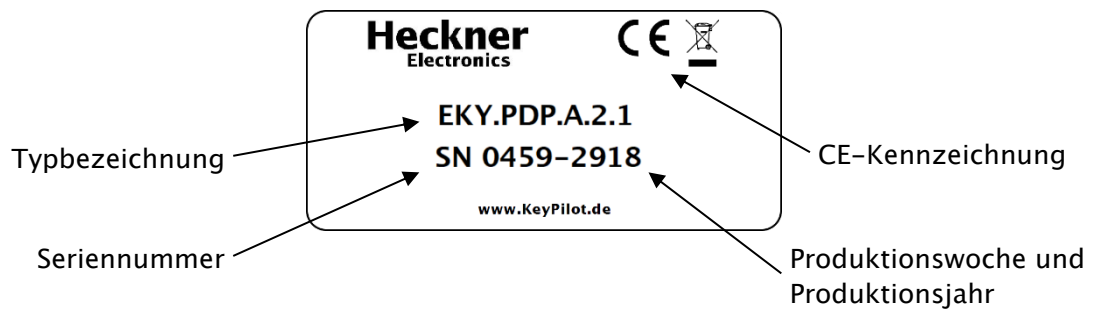 Heckner
Electronics
CE
EKY.PDP.A.2.1
SN 0459-2918
www.KeyPilot.de
Typbezeichnung
Seriennummer
CE-Kennzeichnung
Produktionswoche und
Produktionsjahr